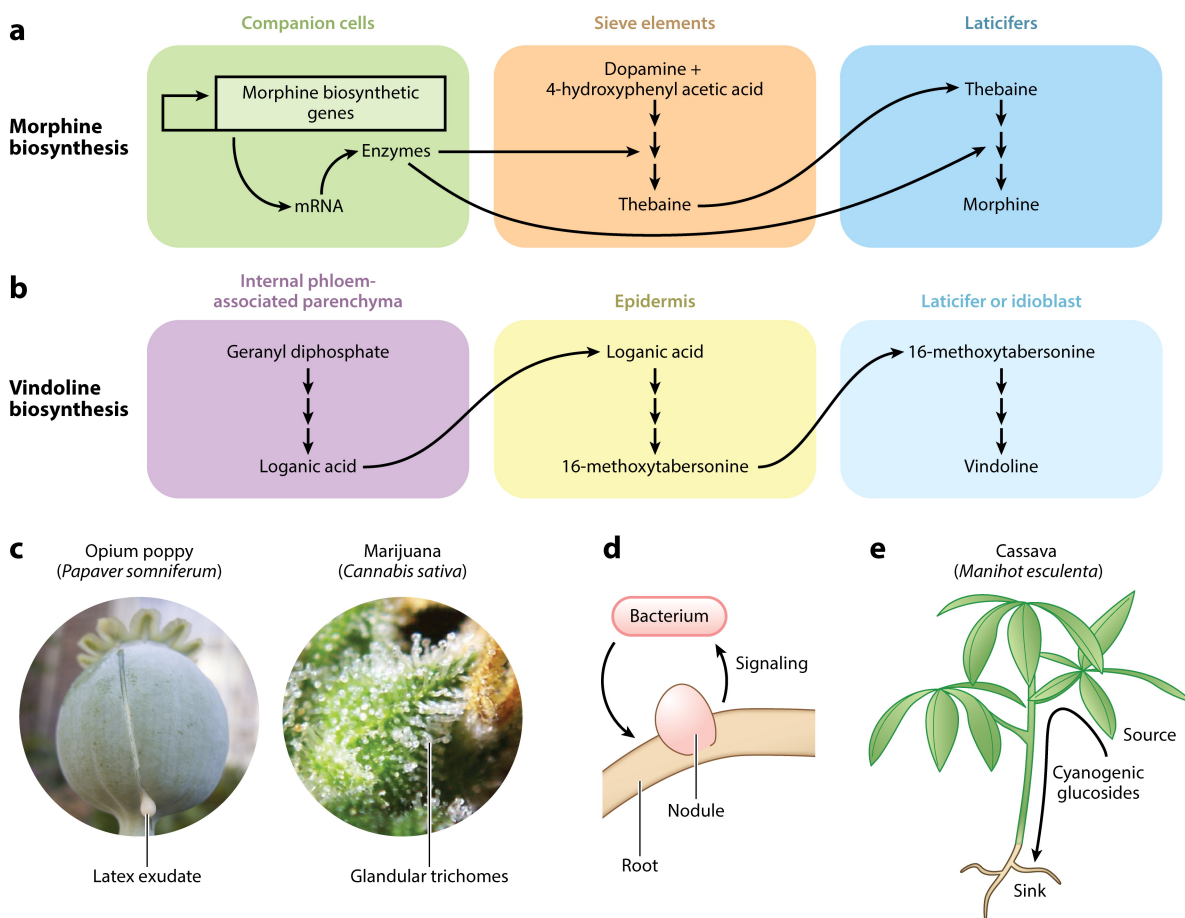 a
Companion cells
Sieve elements
Laticifers
Morphine
biosynthesis
Morphine biosynthetic
genes
Enzymes
mRNA
Dopamine +
4-hydroxyphenyl acetic acid
Thebaine
Thebaine
Morphine
b
Internal phloem-
associated parenchyma
Epidermis
Laticifer or idioblast
Vindoline
biosynthesis
Geranyl diphosphate
Loganic acid
Loganic acid
16-methoxytabersonine
16-methoxytabersonine
Vindoline
c
Opium poppy
(Papaver somniferum)
Latex exudate
Marijuana
(Cannabis sativa)
Glandular trichomes
d
Bacterium
Signaling
Nodule
Root
e
Cassava
(Manihot esculenta)
Source
Cyanogenic
glucosides
Sink